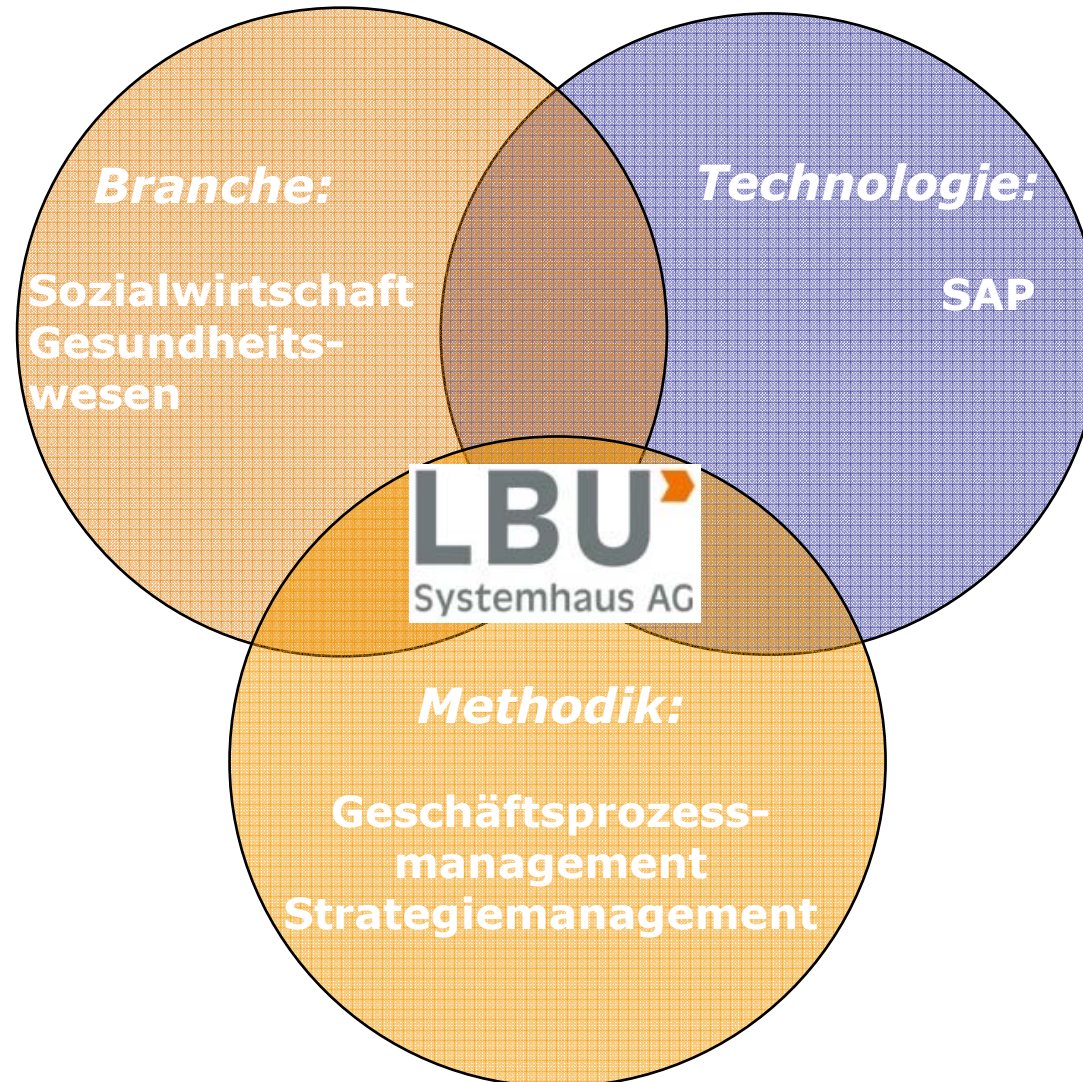 Branche:
Sozialwirtschaft
Gesundheits-
wesen
Technologie:
SAP
LBU
Systemhaus AG
Methodik:
Geschäftsprozess-
management
Strategiemanagement